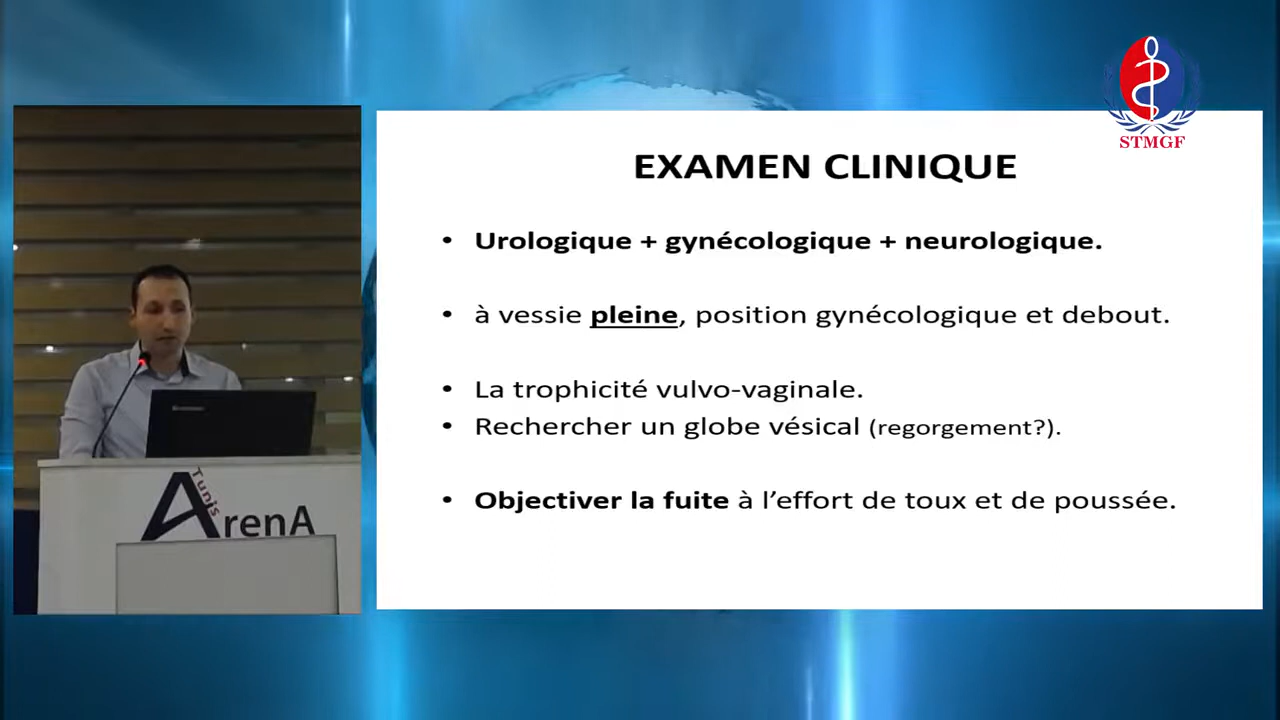 STMGF
EXAMEN CLINIQUE
• Urologique + gynécologique + neurologique.
• à vessie pleine, position gynécologique et debout.
• La trophicité vulvo-vaginale.
• Rechercher un globe vésical (regorgement?).
• Objectiver la fuite à l’effort de toux et de poussée.
Tunis
ArenA